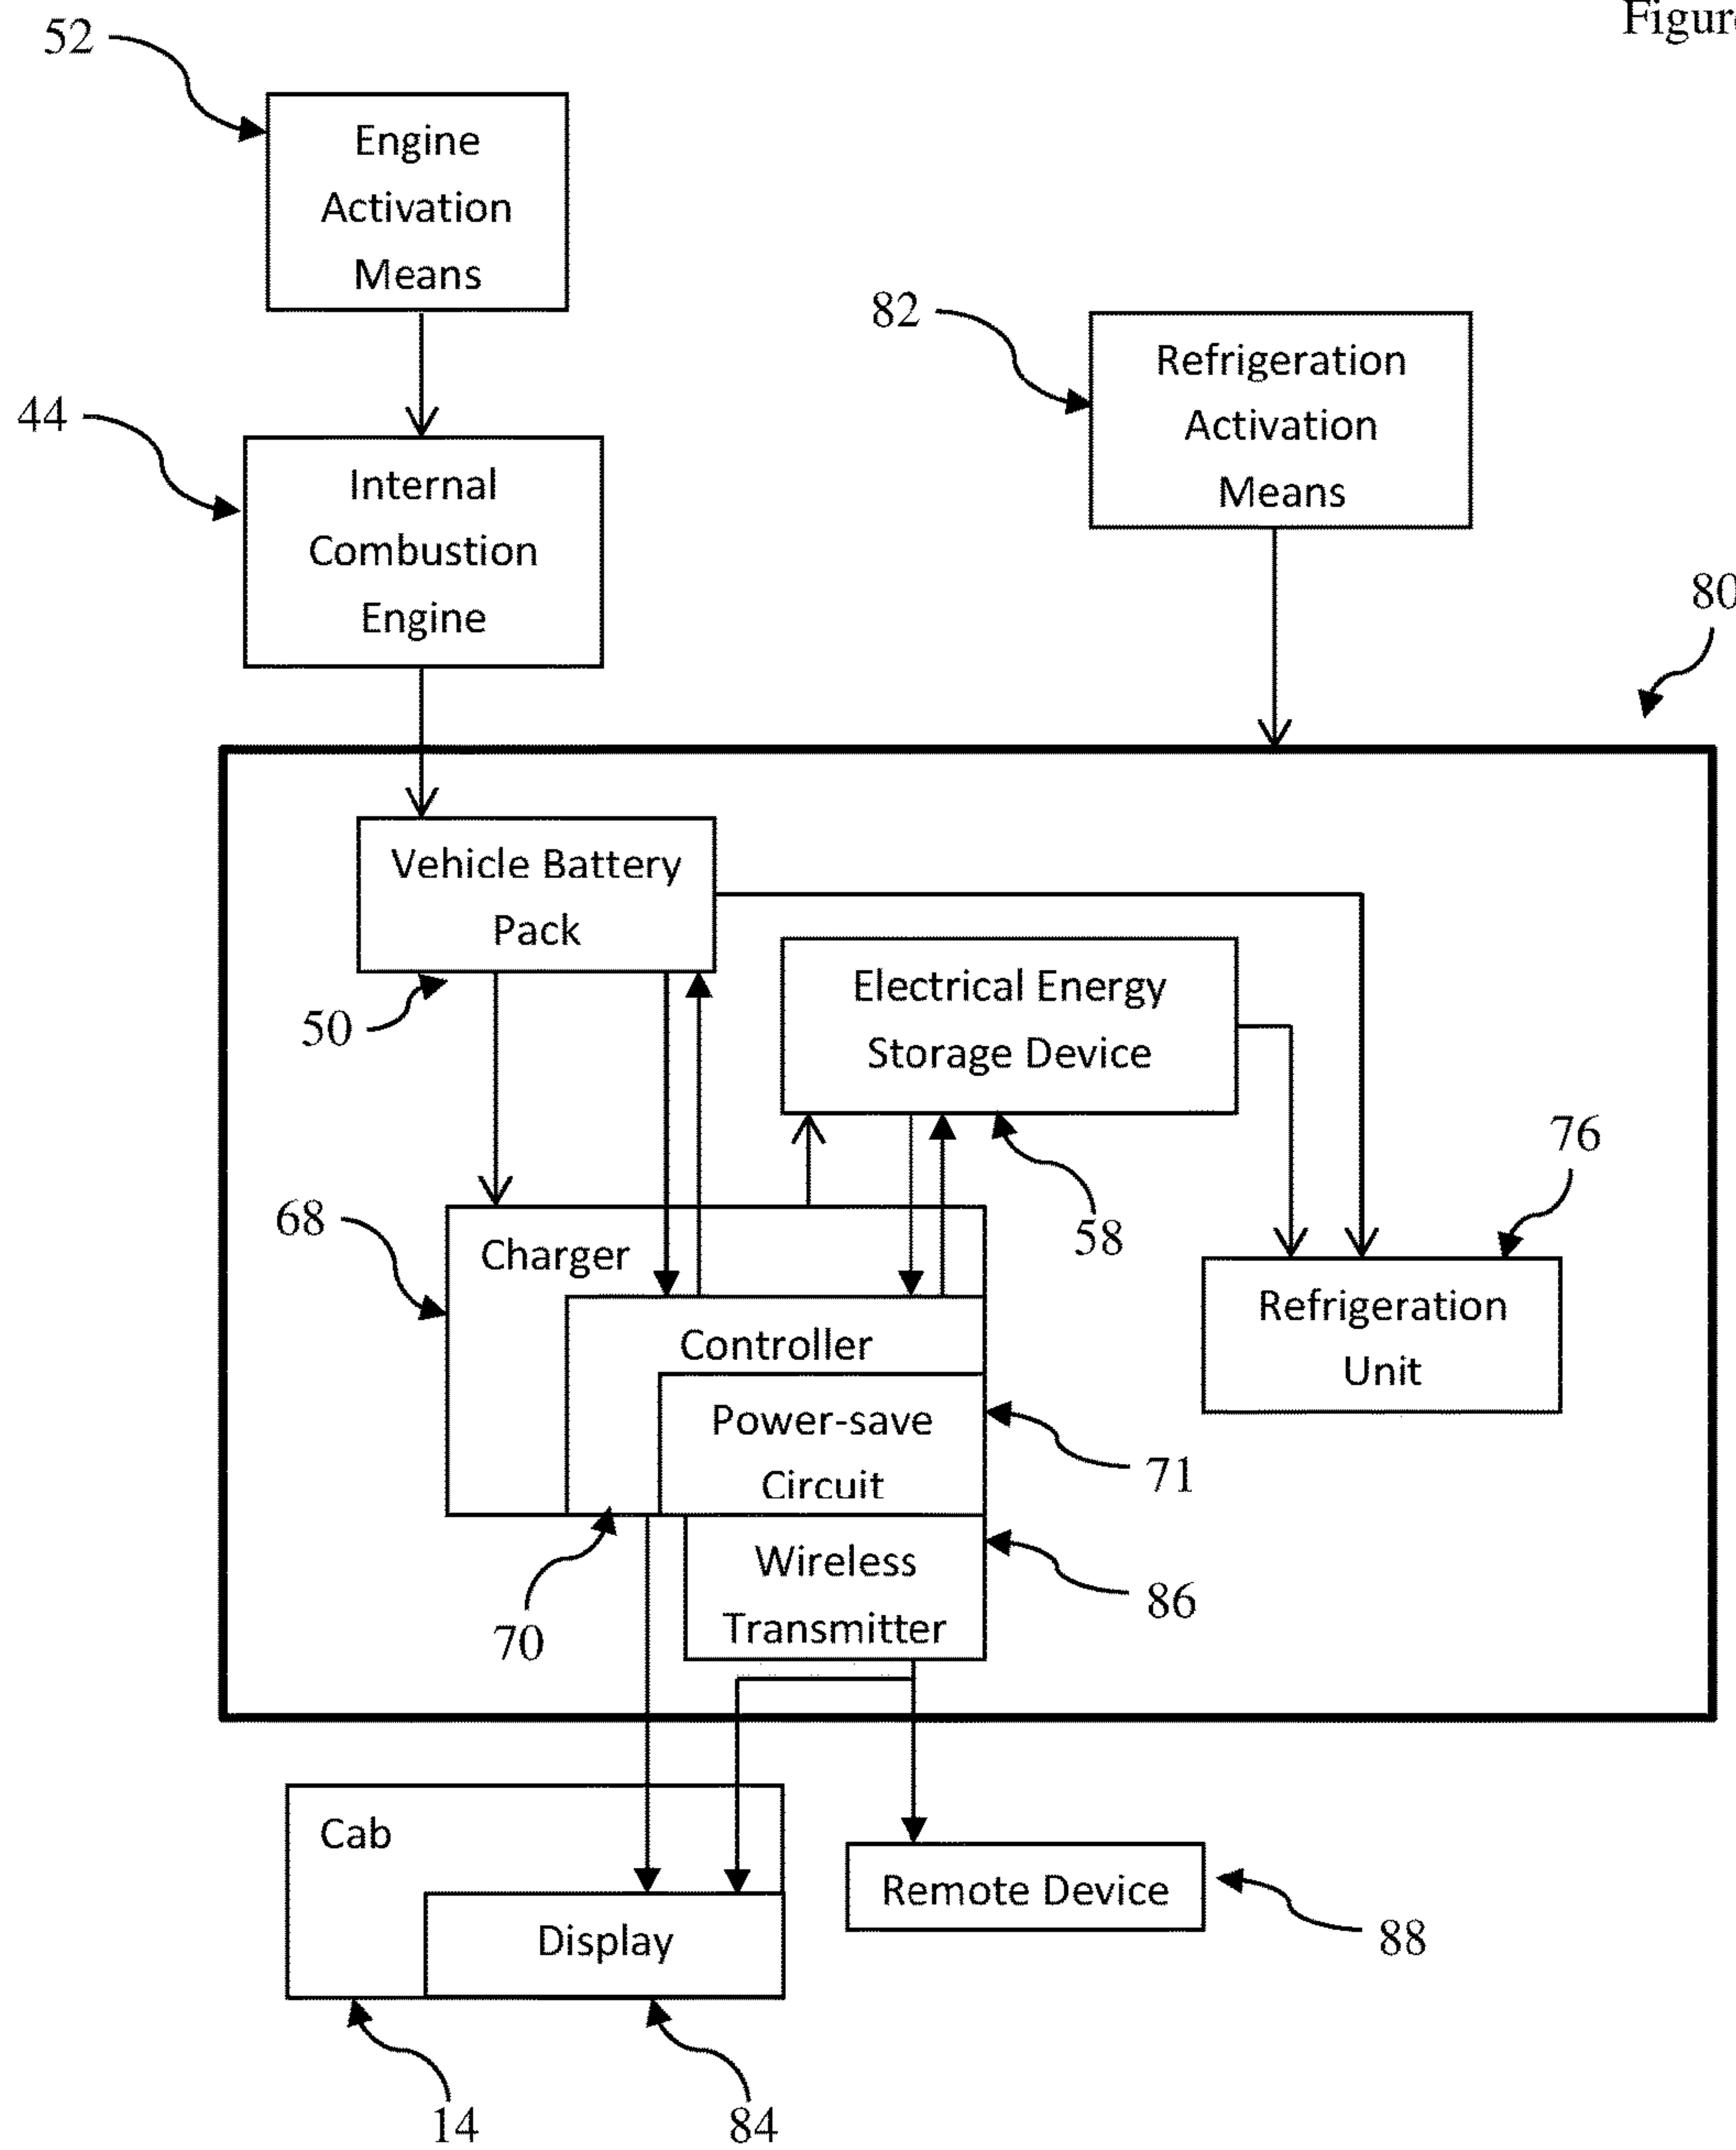 Figure
52
Engine
Activation
Means
82
Refrigeration
Activation
Means
44
Internal
Combustion
Engine
80
Vehicle Battery
Pack
50
Electrical Energy
Storage Device
58
76
68
Charger
Refrigeration
Unit
Controller
Power-save
Circuit
71
70
Wireless
Transmitter
86
Cab
Display
Remote Device
88
14
84